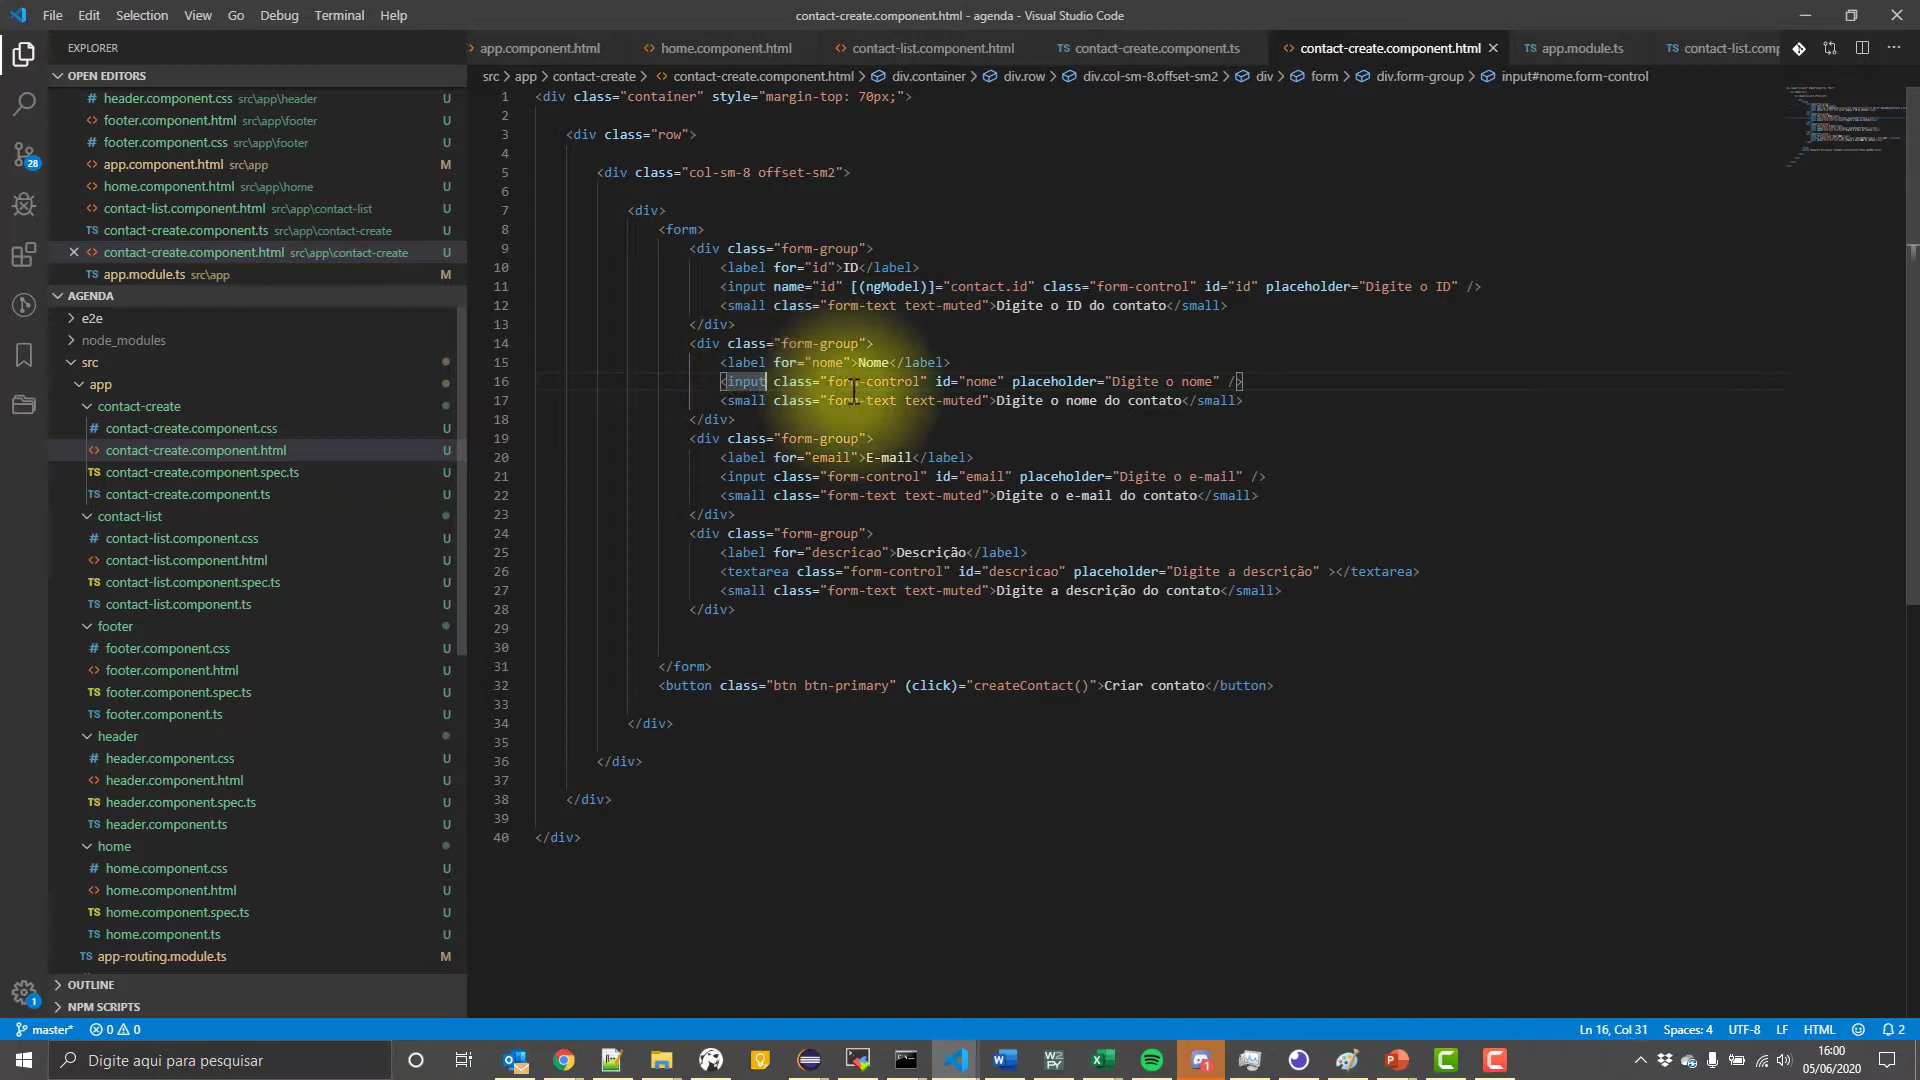 File Edit Selection View Go Debug Terminal Help
contact-create.component.html - agenda - Visual Studio Code
EXPLORER
OPEN EDITORS
header.component.css src\app\header U
footer.component.html src\app\footer U
footer.component.css src\app\footer U
app.component.html src\app M
home.component.html src\app\home U
contact-list.component.html src\app\contact-list U
contact-create.component.ts src\app\contact-create U
contact-create.component.html src\app\contact-create U
app.module.ts src\app M
AGENDA
e2e
node_modules
src
app
contact-create
contact-create.component.css U
contact-create.component.html U
contact-create.component.spec.ts U
contact-create.component.ts U
contact-list
contact-list.component.css U
contact-list.component.html U
contact-list.component.spec.ts U
contact-list.component.ts U
footer
footer.component.css U
footer.component.html U
footer.component.spec.ts U
footer.component.ts U
header
header.component.css U
header.component.html U
header.component.spec.ts U
header.component.ts U
home
home.component.css U
home.component.html U
home.component.spec.ts U
home.component.ts U
app-routing.module.ts M
OUTLINE
NPM SCRIPTS
28
1
app.component.html home.component.html contact-list.component.html contact-create.component.ts contact-create.component.html app.module.ts contact-list.comp
src > app > contact-create > contact-create.component.html > div.container > div.row > div.col-sm-8.offset-sm2 > div > form > div.form-group > input#nome.form-control
1 <div class="container" style="margin-top: 70px;">
2
3 <div class="row">
4
5 <div class="col-sm-8 offset-sm2">
6
7 <div>
8 <form>
9 <div class="form-group">
10 <label for="id">ID</label>
11 <input name="id" [(ngModel)]="contact.id" class="form-control" id="id" placeholder="Digite o ID" />
12 <small class="form-text text-muted">Digite o ID do contato</small>
13 </div>
14 <div class="form-group">
15 <label for="nome">Nome</label>
16 <input class="form-control" id="nome" placeholder="Digite o nome" />
17 <small class="form-text text-muted">Digite o nome do contato</small>
18 </div>
19 <div class="form-group">
20 <label for="email">E-mail</label>
21 <input class="form-control" id="email" placeholder="Digite o e-mail" />
22 <small class="form-text text-muted">Digite o e-mail do contato</small>
23 </div>
24 <div class="form-group">
25 <label for="descricao">Descrição</label>
26 <textarea class="form-control" id="descricao" placeholder="Digite a descrição" ></textarea>
27 <small class="form-text text-muted">Digite a descrição do contato</small>
28 </div>
29
30
31 </form>
32 <button class="btn btn-primary" (click)="createContact()">Criar contato</button>
33
34 </div>
35
36 </div>
37
38 </div>
39
40 </div>
master* 0 0
Ln 16, Col 31 Spaces: 4 UTF-8 LF HTML 2
Digite aqui para pesquisar
16:00
05/06/2020